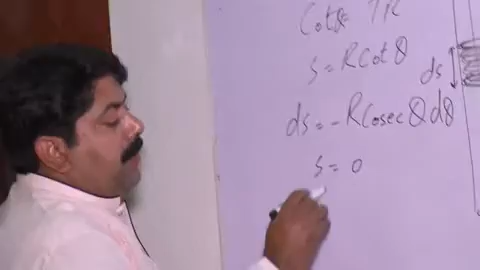 Cotθ = S/R
S = R Cot θ
ds
ds = -R Cosec θ dθ
S = 0